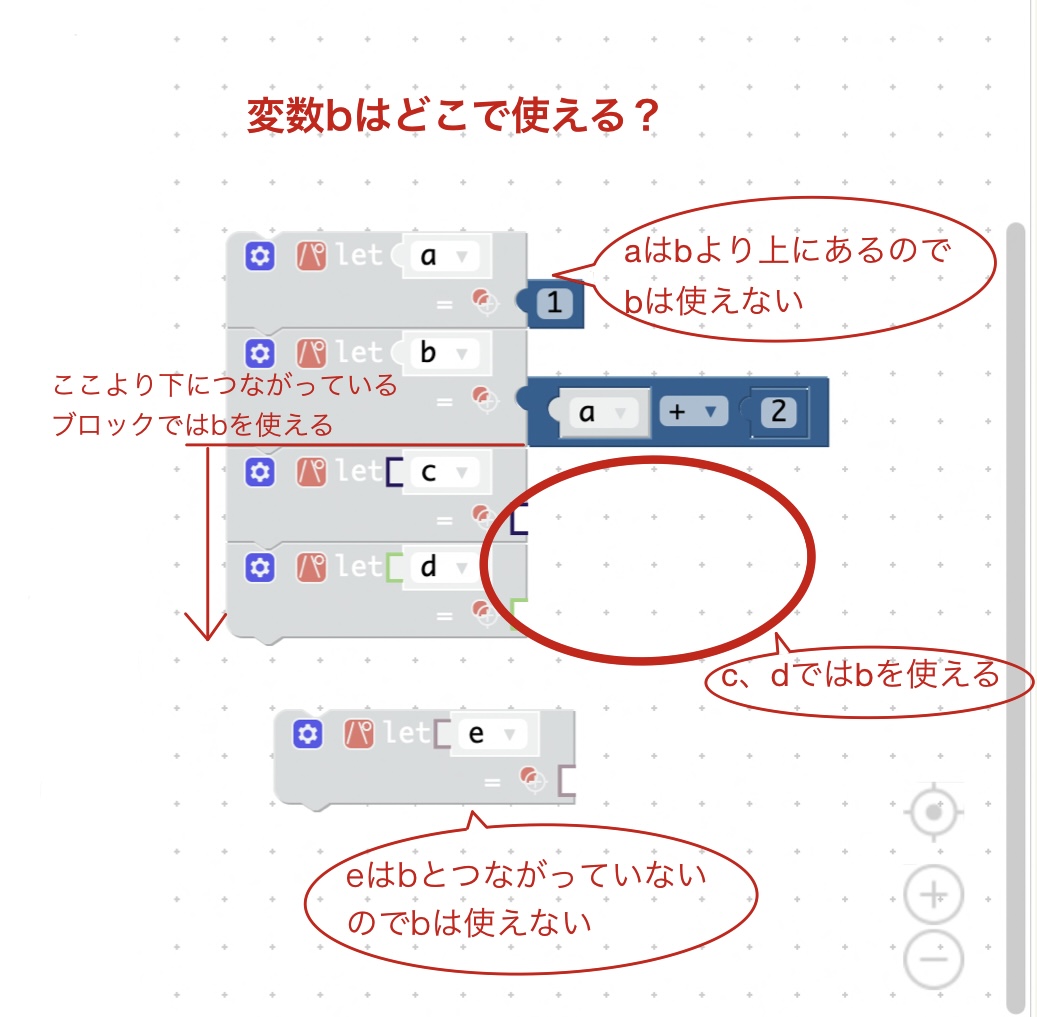 変数bはどこで使える？
let a
= 1
aはbより上にあるので
bは使えない
let b
= a + 2
ここより下につながっている
ブロックではbを使える
let c
=
let d
=
c、dではbを使える
let e
=
eはbとつながっていない
のでbは使えない